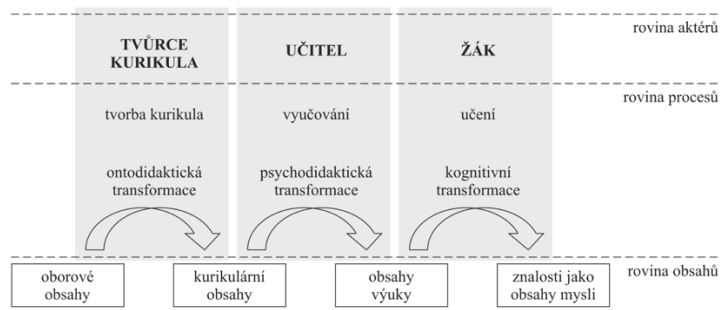 rovina aktérů
TVŮRCE
KURIKULA
UČITEL
ŽÁK
rovina procesů
tvorba kurikula
vyučování
učení
ontodidaktická
transformace
psychodidaktická
transformace
kognitivní
transformace
rovina obsahů
oborové
obsahy
kurikulární
obsahy
obsahy
výuky
znalosti jako
obsahy mysli